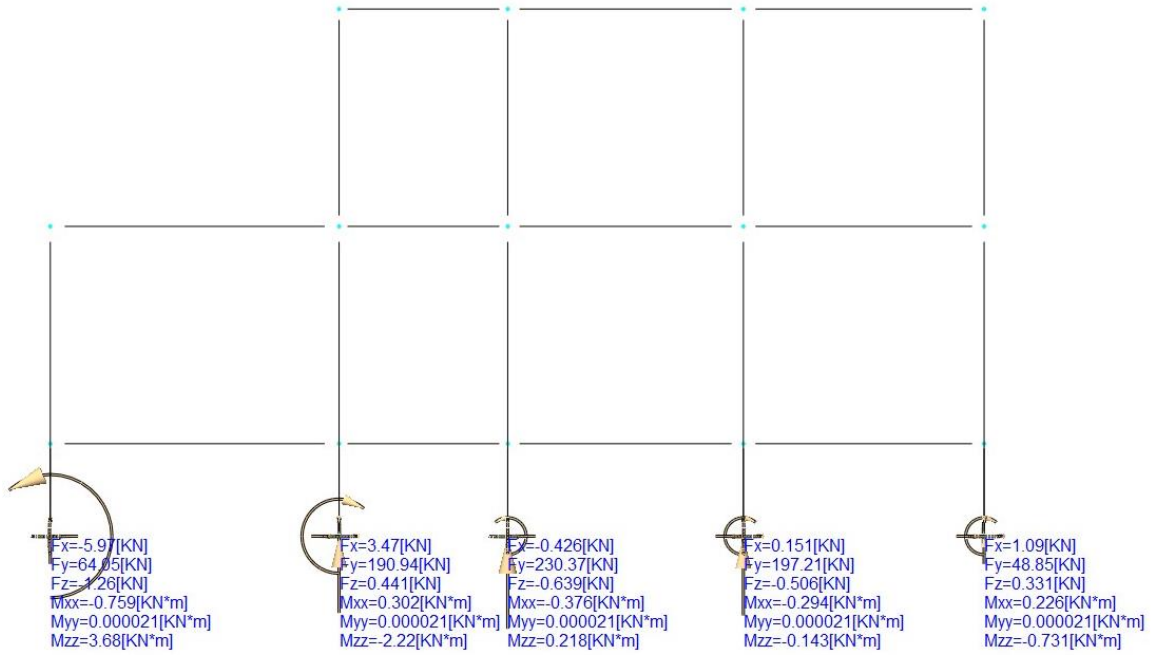 Fx=-5.97[KN]
Fy=64.05[KN]
Fz=-1.26[KN]
Mxx=-0.759[KN*m]
Myy=0.000021[KN*m]
Mzz=3.68[KN*m]
Fx=3.47[KN]
Fy=190.94[KN]
Fz=0.441[KN]
Mxx=0.302[KN*m]
Myy=0.000021[KN*m]
Mzz=-2.22[KN*m]
Fx=-0.426[KN]
Fy=230.37[KN]
Fz=-0.639[KN]
Mxx=-0.376[KN*m]
Myy=0.000021[KN*m]
Mzz=0.218[KN*m]
Fx=0.151[KN]
Fy=197.21[KN]
Fz=-0.506[KN]
Mxx=-0.294[KN*m]
Myy=0.000021[KN*m]
Mzz=-0.143[KN*m]
Fx=1.09[KN]
Fy=48.85[KN]
Fz=0.331[KN]
Mxx=0.226[KN*m]
Myy=0.000021[KN*m]
Mzz=-0.731[KN*m]